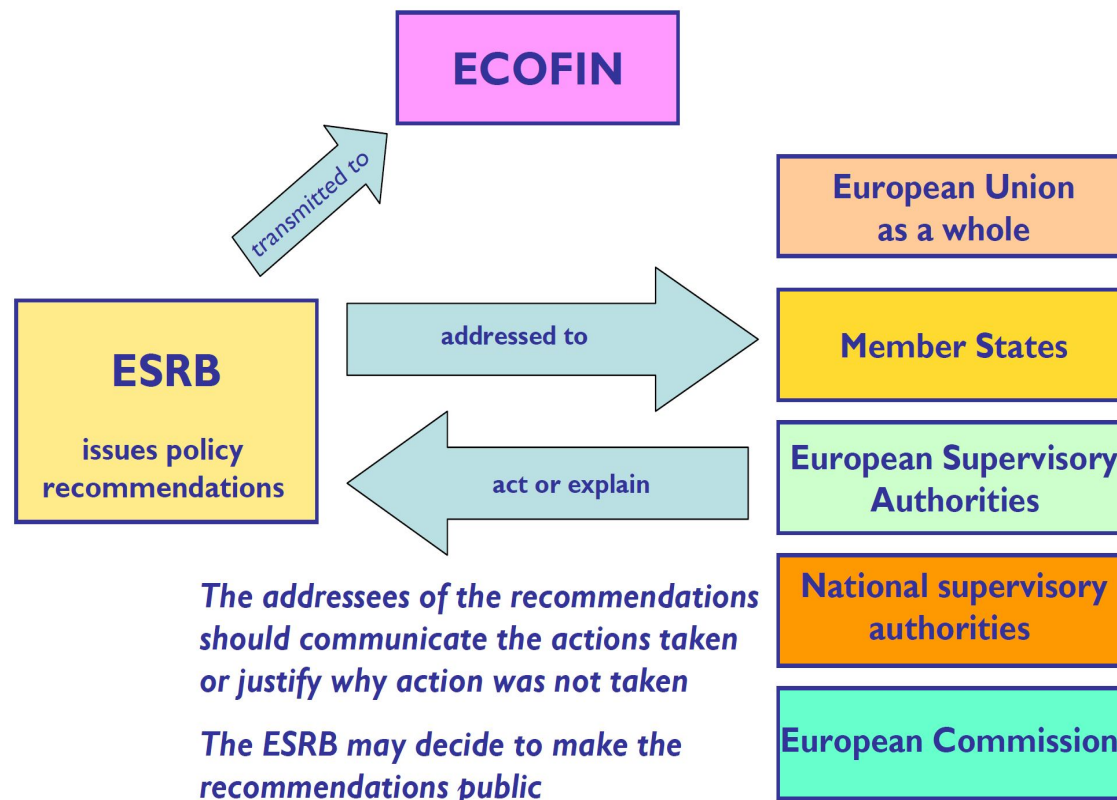 ECOFIN
transmitted to
European Union
as a whole
ESRB
issues policy
recommendations
addressed to
Member States
act or explain
European Supervisory
Authorities
National supervisory
authorities
European Commission
The addressees of the recommendations
should communicate the actions taken
or justify why action was not taken
The ESRB may decide to make the
recommendations public